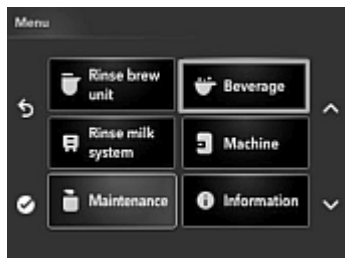 Menu
Rinse brew
unit
Beverage
Rinse milk
system
Machine
Maintenance
Information